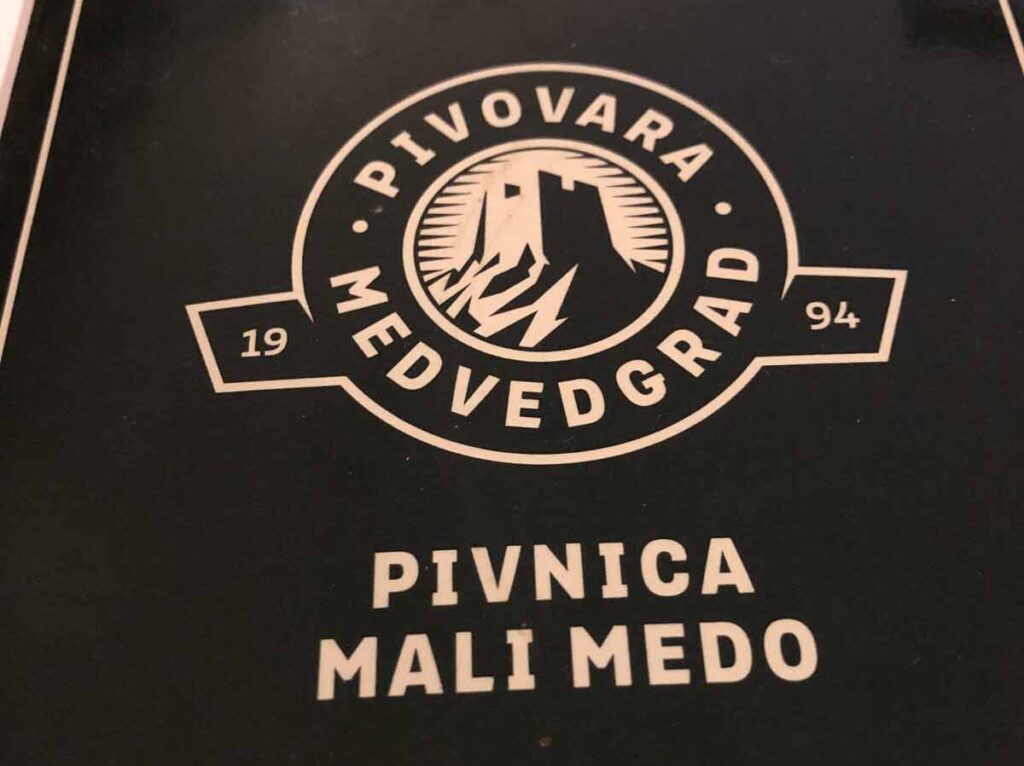 PIVOVARA
MEDVEDGRAD
19 94
PIVNICA
MALI MEDO